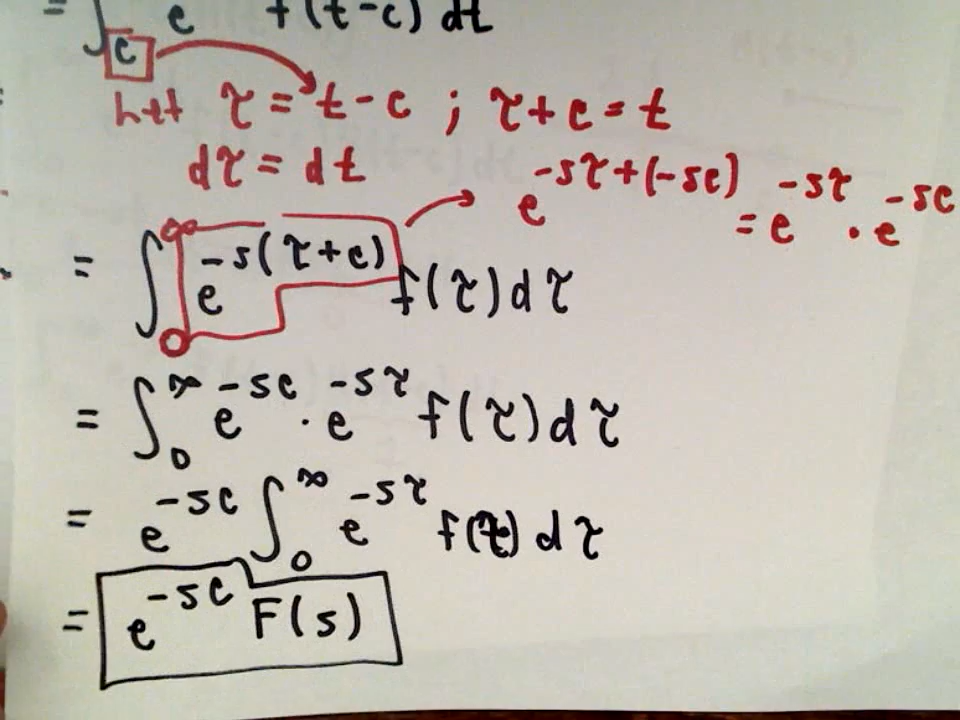 = ∫_c e f(t-c) dt
let τ = t-c ; τ+c = t
dτ = dt
e^{-sτ+(-sc)} = e^{-sτ} · e^{-sc}
= ∫_0^∞ e^{-s(τ+c)} f(τ) dτ
= ∫_0^∞ e^{-sc} · e^{-sτ} f(τ) dτ
= e^{-sc} ∫_0^∞ e^{-sτ} f(τ) dτ
= e^{-sc} F(s)